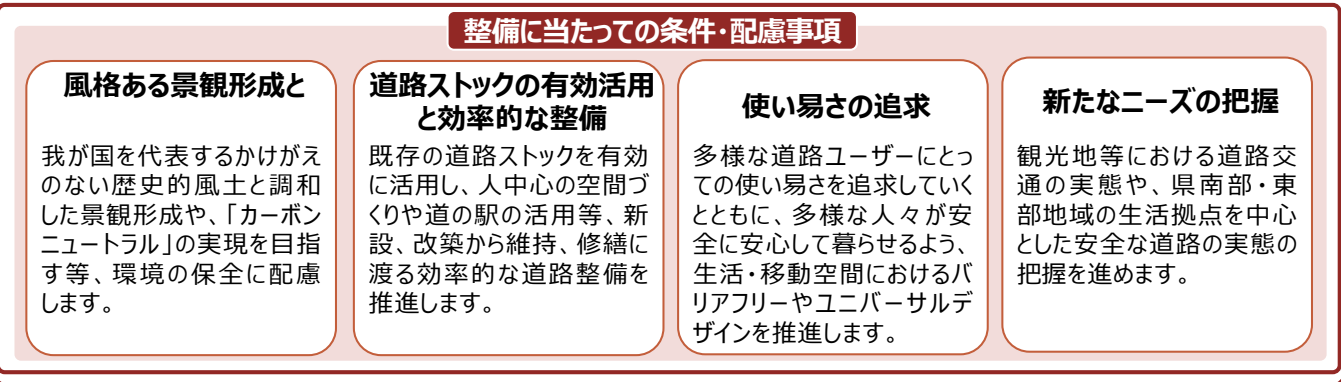 整備に当たっての条件・配慮事項
風格ある景観形成と
我が国を代表するかけがえ
のない歴史的風土と調和
した景観形成や、「カーボン
ニュートラル」の実現を目指
す等、環境の保全に配慮
します。
道路ストックの有効活用
と効率的な整備
既存の道路ストックを有効
に活用し、人中心の空間づ
くりや道の駅の活用等、新
設、改築から維持、修繕に
渡る効率的な道路整備を
推進します。
使い易さの追求
多様な道路ユーザーにとっ
ての使い易さを追求していく
とともに、多様な人々が安
全に安心して暮らせるよう、
生活・移動空間におけるバ
リアフリーやユニバーサルデ
ザインを推進します。
新たなニーズの把握
観光地等における道路交
通の実態や、県南部・東
部地域の生活拠点を中心
とした安全な道路の実態の
把握を進めます。